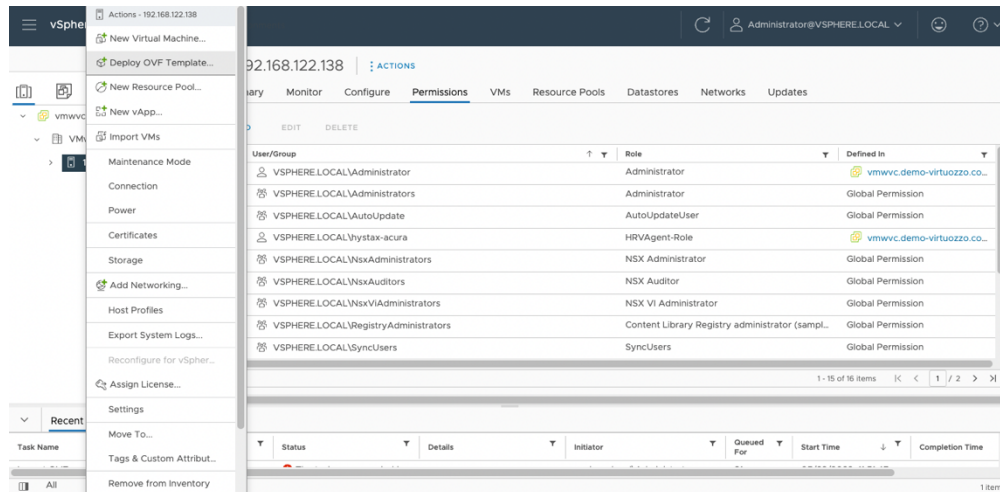 vSphe
Actions - 192.168.122.138
Administrator@VSPHERE.LOCAL
New Virtual Machine...
Deploy OVF Template...
New Resource Pool...
New vApp...
Import VMs
Maintenance Mode
Connection
Power
Certificates
Storage
Add Networking...
Host Profiles
Export System Logs...
Reconfigure for vSpher...
Assign License...
Settings
Move To...
Tags & Custom Attribut...
Remove from Inventory
vmwvc
VMv
1
92.168.122.138
ACTIONS
ary Monitor Configure Permissions VMs Resource Pools Datastores Networks Updates
EDIT DELETE
User/Group Role Defined In
VSPHERE.LOCAL\Administrator Administrator vmwvc.demo-virtuozzo.co...
VSPHERE.LOCAL\Administrators Administrator Global Permission
VSPHERE.LOCAL\AutoUpdate AutoUpdateUser Global Permission
VSPHERE.LOCAL\hystax-acura HRVAgent-Role vmwvc.demo-virtuozzo.co...
VSPHERE.LOCAL\NsxAdministrators NSX Administrator Global Permission
VSPHERE.LOCAL\NsxAuditors NSX Auditor Global Permission
VSPHERE.LOCAL\NsxViAdministrators NSX VI Administrator Global Permission
VSPHERE.LOCAL\RegistryAdministrators Content Library Registry administrator (sampl... Global Permission
VSPHERE.LOCAL\SyncUsers SyncUsers Global Permission
1 - 15 of 16 items 1 / 2
Recent
Task Name Status Details Initiator Queued For Start Time Completion Time
All
1 item